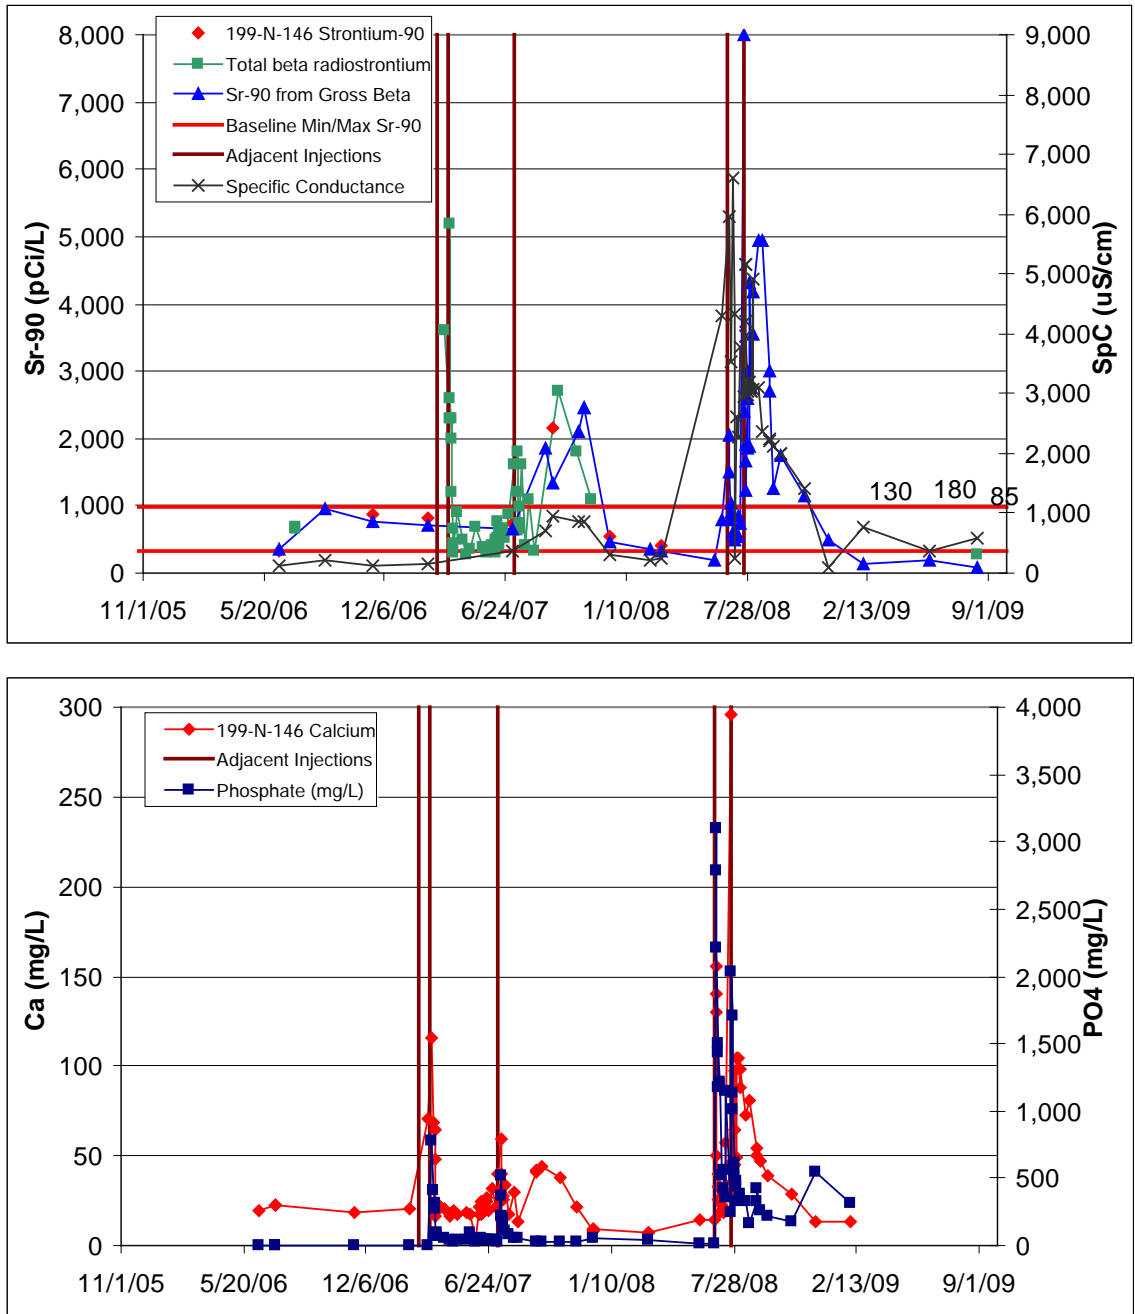 8,000
7,000
6,000
5,000
4,000
3,000
2,000
1,000
0
Sr-90 (pCi/L)
199-N-146 Strontium-90
Total beta radiostrontium
Sr-90 from Gross Beta
Baseline Min/Max Sr-90
Adjacent Injections
Specific Conductance
9,000
8,000
7,000
6,000
5,000
4,000
3,000
2,000
1,000
0
SpC (uS/cm)
130 180 85
11/1/05 5/20/06 12/6/06 6/24/07 1/10/08 7/28/08 2/13/09 9/1/09
300
250
200
150
100
50
0
Ca (mg/L)
199-N-146 Calcium
Adjacent Injections
Phosphate (mg/L)
4,000
3,500
3,000
2,500
2,000
1,500
1,000
500
0
PO4 (mg/L)
11/1/05 5/20/06 12/6/06 6/24/07 1/10/08 7/28/08 2/13/09 9/1/09